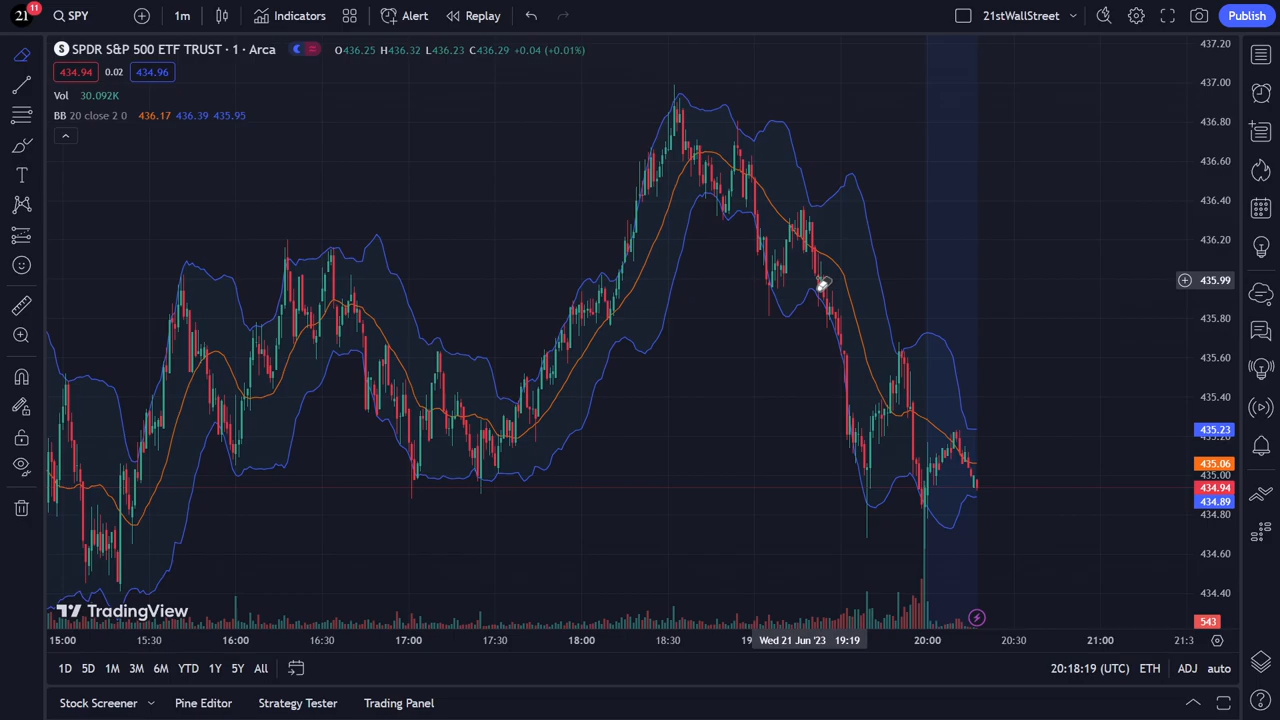 21 11 SPY 1m Indicators Alert Replay 21stWallStreet Publish
S SPDR S&P 500 ETF TRUST · 1 · Arca O436.25 H436.32 L436.23 C436.29 +0.04 (+0.01%)
434.94 0.02 434.96
Vol 30.092K
BB 20 close 2 0 436.17 436.39 435.95
437.20
437.00
436.80
436.60
436.40
436.20
435.99
435.80
435.60
435.40
435.23
435.20
435.06
435.00
434.94
434.89
434.80
434.60
434.40
TradingView
543
15:00 15:30 16:00 16:30 17:00 17:30 18:00 18:30 19 Wed 21 Jun '23 19:19 20:00 20:30 21:00 21:3
1D 5D 1M 3M 6M YTD 1Y 5Y All 20:18:19 (UTC) ETH ADJ auto
Stock Screener Pine Editor Strategy Tester Trading Panel